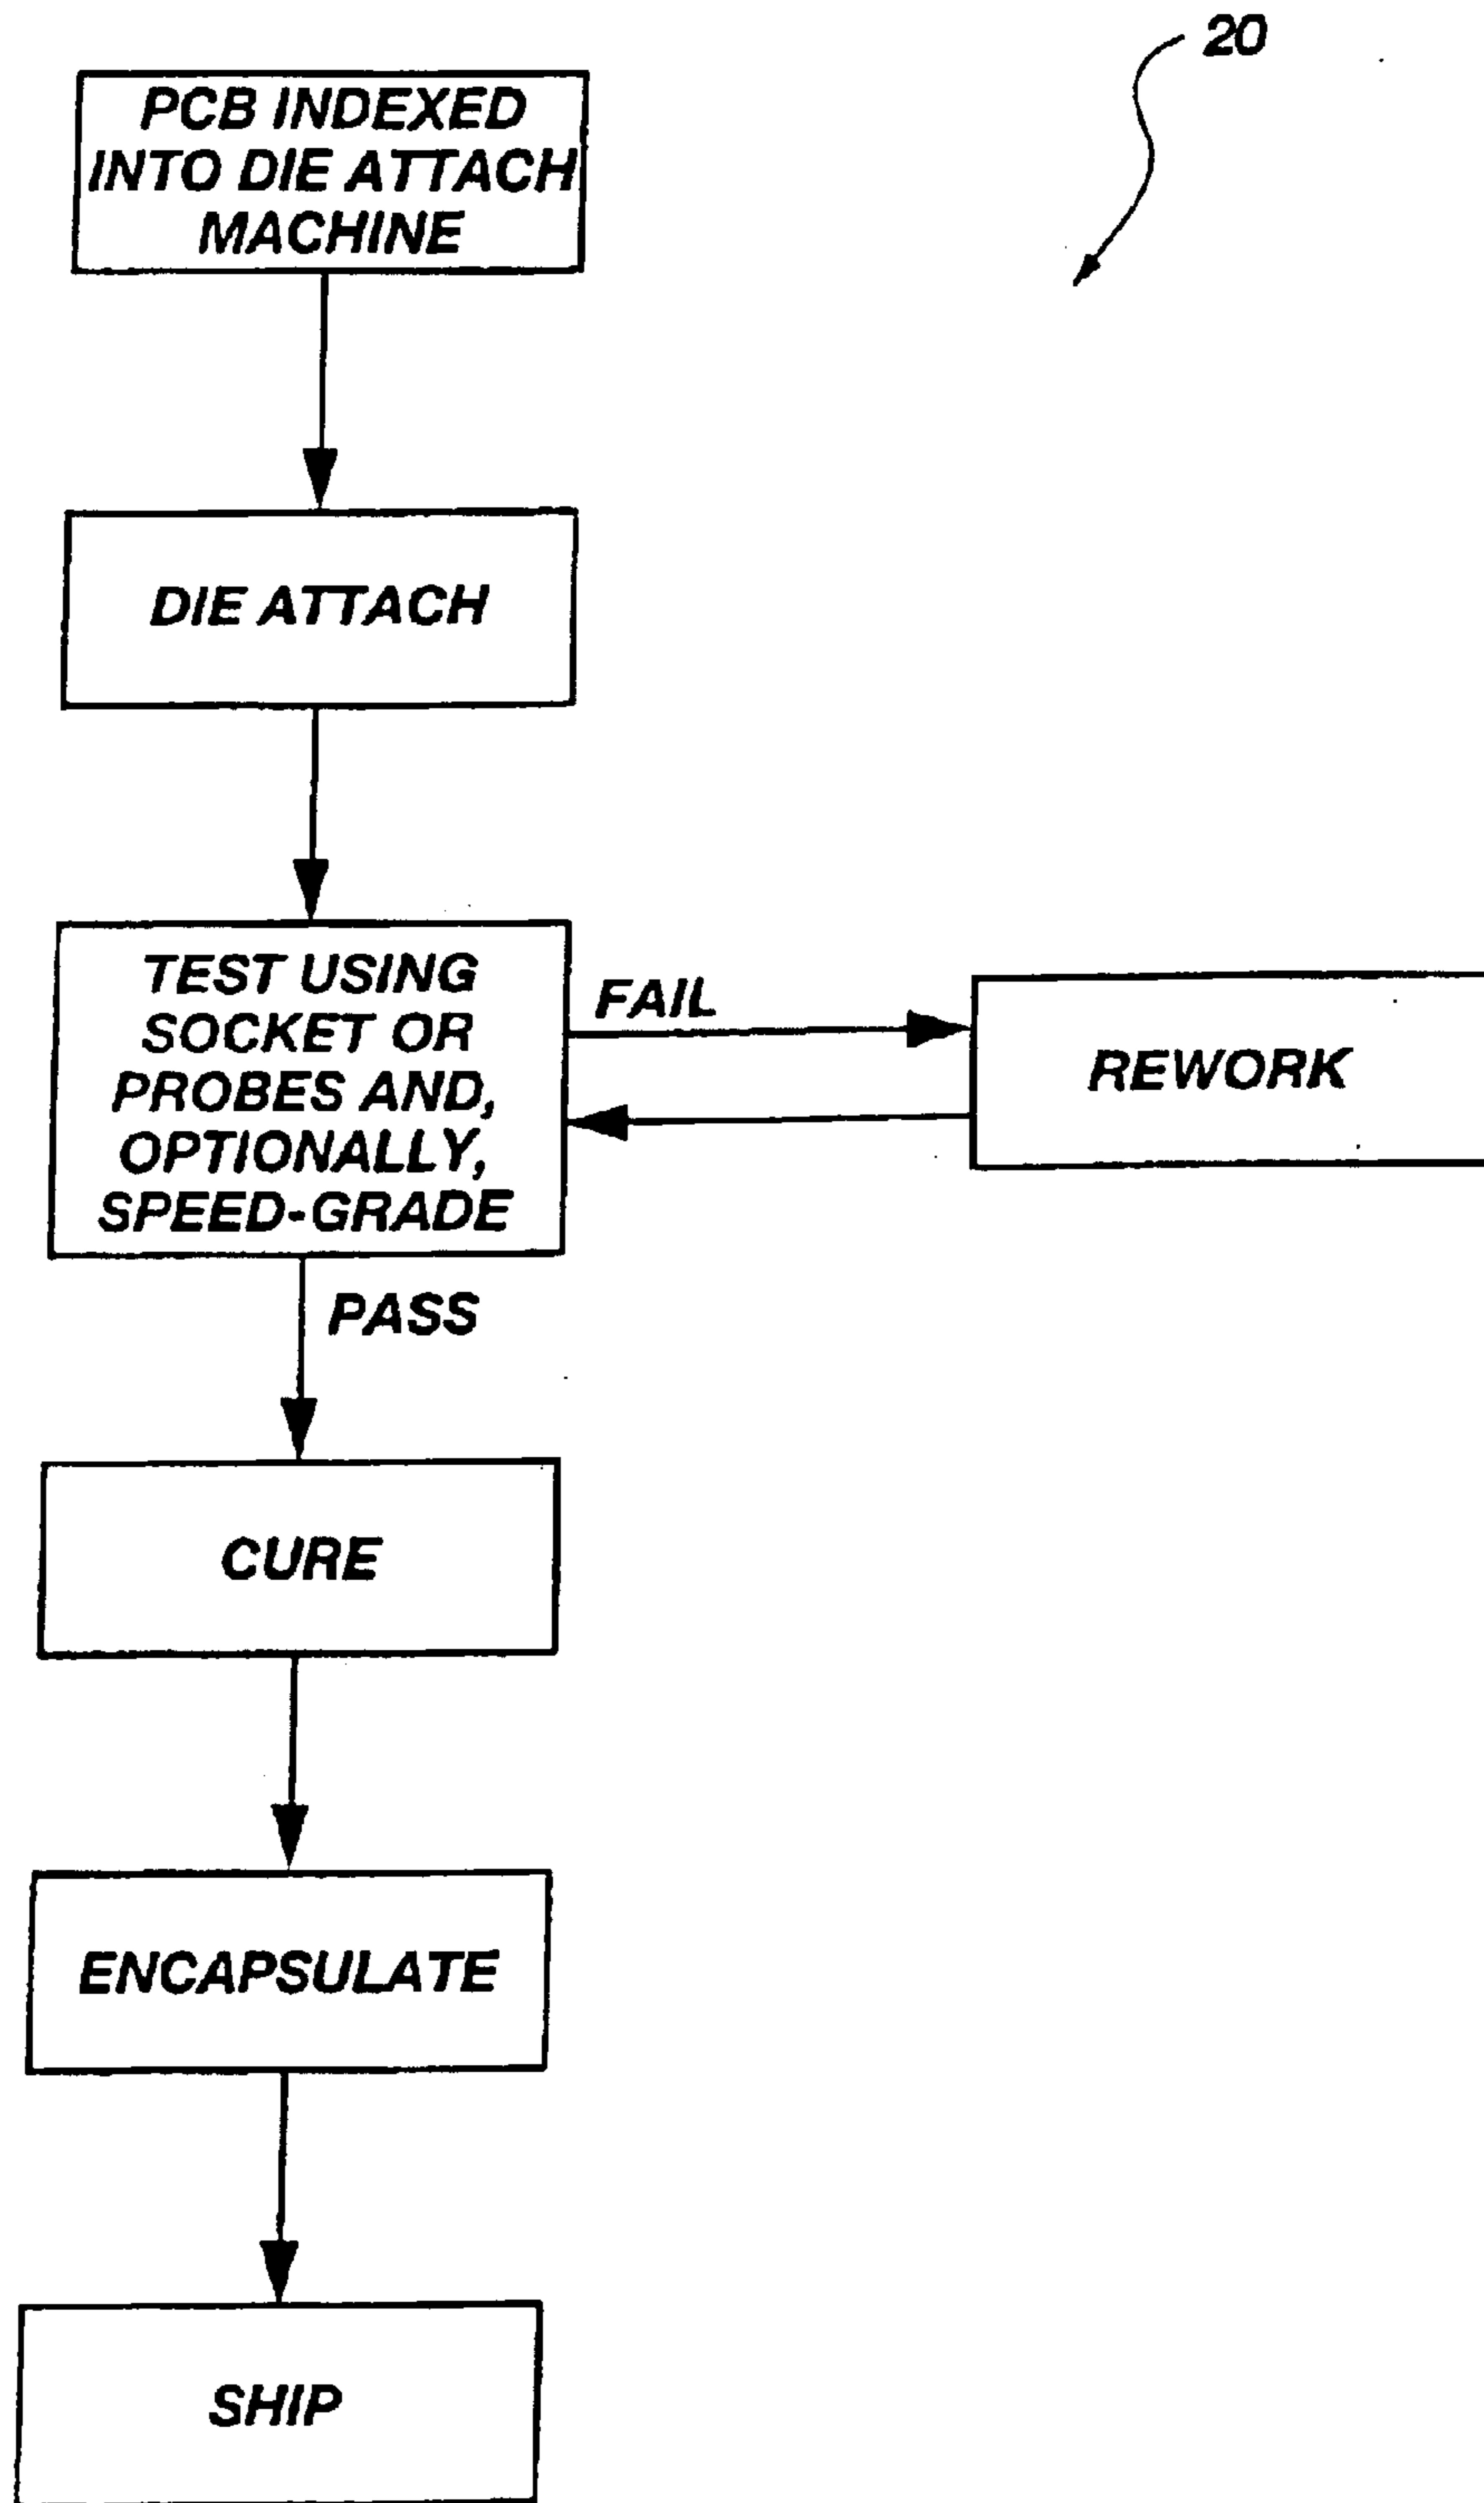 20
PCB INDEXED
INTO DIE ATTACH
MACHINE
DIE ATTACH
TEST USING
SOCKET OR
PROBES AND,
OPTIONALLY,
SPEED-GRADE
FAIL
REWORK
PASS
CURE
ENCAPSULATE
SHIP